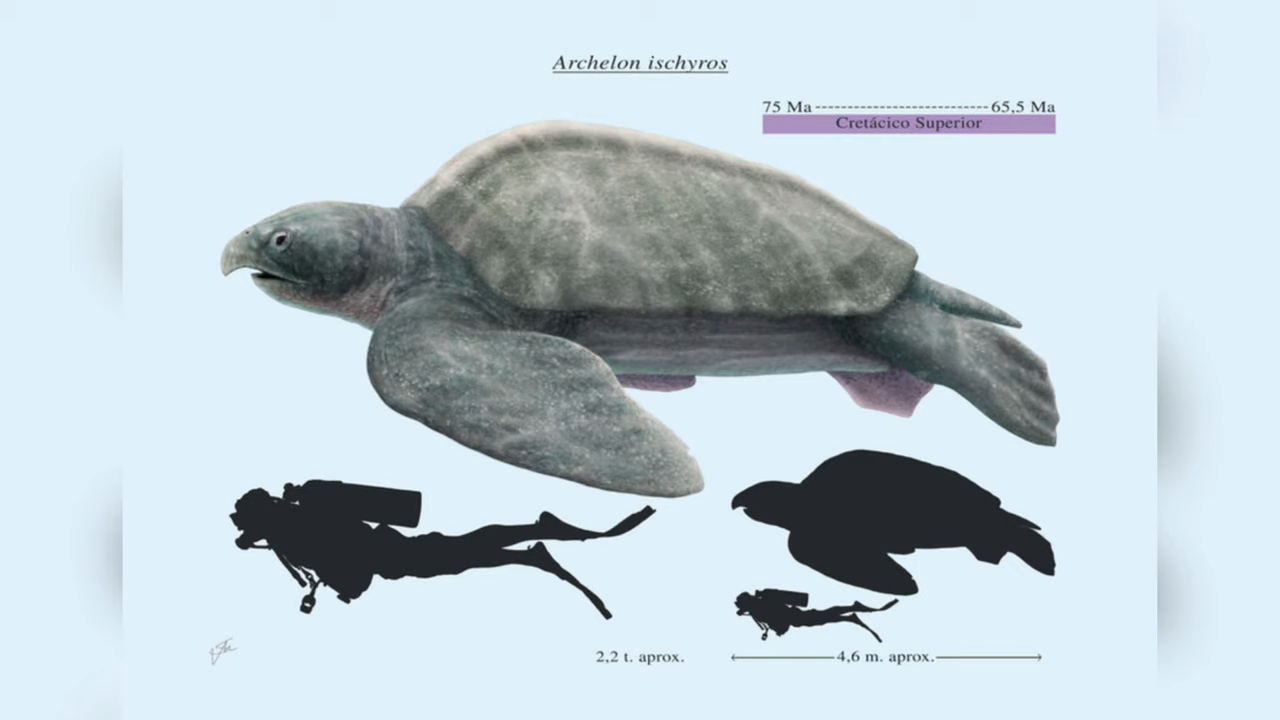 Archelon ischyros
75 Ma---------------------------65,5 Ma
Cretácico Superior
2,2 t. aprox.
4,6 m. aprox.